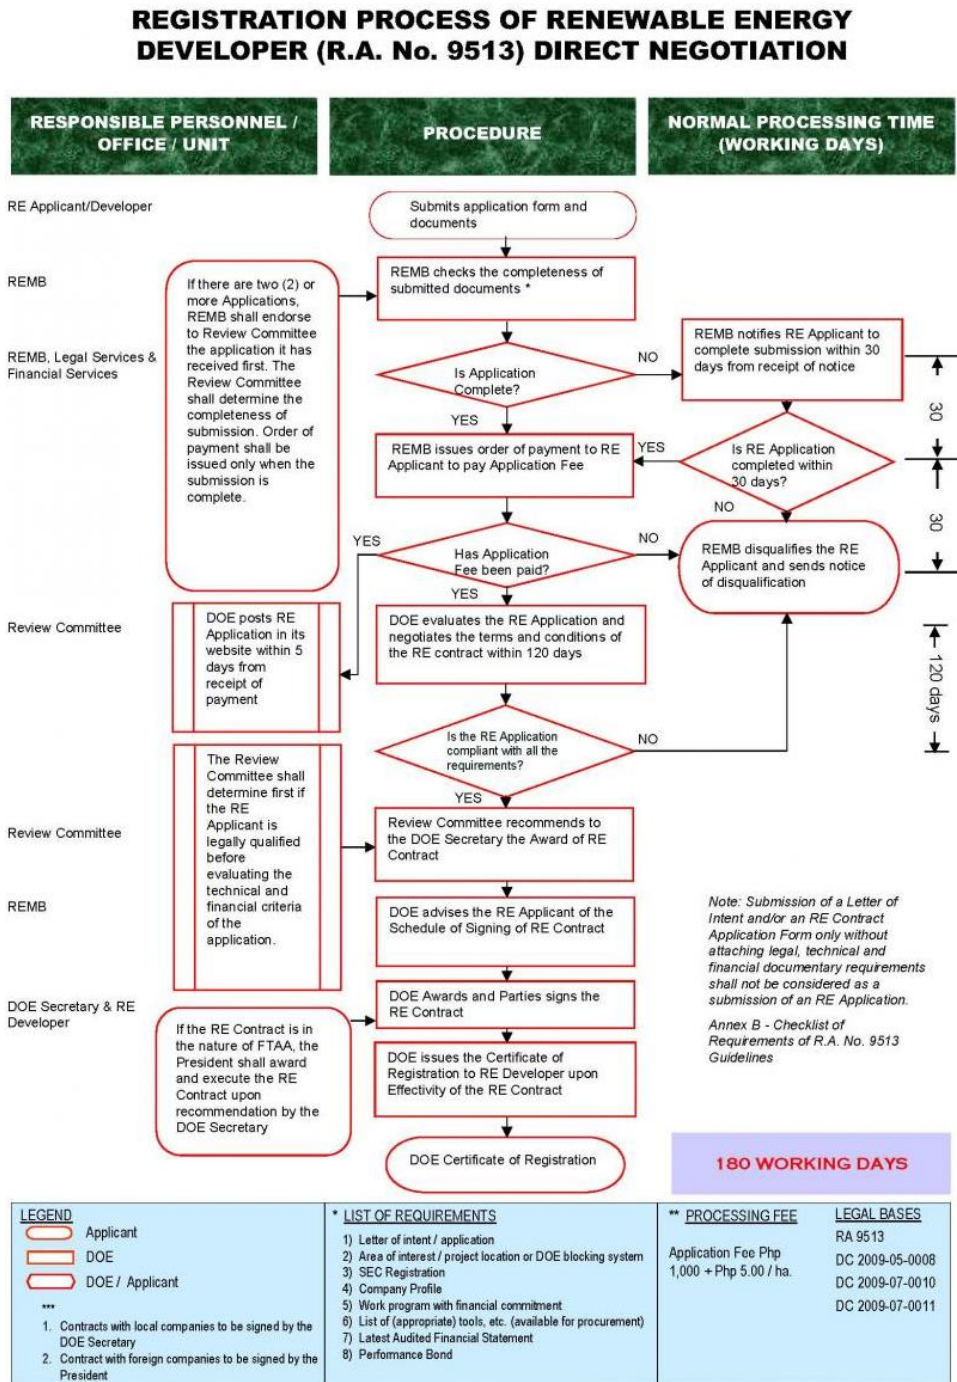 REGISTRATION PROCESS OF RENEWABLE ENERGY
DEVELOPER (R.A. No. 9513) DIRECT NEGOTIATION
RESPONSIBLE PERSONNEL /
OFFICE / UNIT
PROCEDURE
NORMAL PROCESSING TIME
(WORKING DAYS)
RE Applicant/Developer
Submits application form and
documents
REMB
If there are two (2) or
more Applications,
REMB shall endorse
to Review Committee
the application it has
received first. The
Review Committee
shall determine the
completeness of
submission. Order of
payment shall be
issued only when the
submission is
complete.
REMB checks the completeness of
submitted documents *
REMB, Legal Services &
Financial Services
Is Application
Complete?
NO
REMB notifies RE Applicant to
complete submission within 30
days from receipt of notice
30
YES
REMB issues order of payment to RE
Applicant to pay Application Fee
YES
Is RE Application
completed within
30 days?
30
NO
YES
Has Application
Fee been paid?
NO
REMB disqualifies the RE
Applicant and sends notice
of disqualification
YES
Review Committee
DOE posts RE
Application in its
website within 5
days from
receipt of
payment
DOE evaluates the RE Application and
negotiates the terms and conditions of
the RE contract within 120 days
120 days
Is the RE Application
compliant with all the
requirements?
NO
YES
Review Committee
The Review
Committee shall
determine first if
the RE
Applicant is
legally qualified
before
evaluating the
technical and
financial criteria
of the
application.
Review Committee recommends to
the DOE Secretary the Award of RE
Contract
REMB
DOE advises the RE Applicant of the
Schedule of Signing of RE Contract
Note: Submission of a Letter of
Intent and/or an RE Contract
Application Form only without
attaching legal, technical and
financial documentary requirements
shall not be considered as a
submission of an RE Application.
Annex B - Checklist of
Requirements of R.A. No. 9513
Guidelines
DOE Secretary & RE
Developer
DOE Awards and Parties signs the
RE Contract
If the RE Contract is in
the nature of FTAA, the
President shall award
and execute the RE
Contract upon
recommendation by the
DOE Secretary
DOE issues the Certificate of
Registration to RE Developer upon
Effectivity of the RE Contract
DOE Certificate of Registration
180 WORKING DAYS
LEGEND
Applicant
DOE
DOE / Applicant
***
1. Contracts with local companies to be signed by the
DOE Secretary
2. Contract with foreign companies to be signed by the
President
* LIST OF REQUIREMENTS
1) Letter of intent / application
2) Area of interest / project location or DOE blocking system
3) SEC Registration
4) Company Profile
5) Work program with financial commitment
6) List of (appropriate) tools, etc. (available for procurement)
7) Latest Audited Financial Statement
8) Performance Bond
** PROCESSING FEE
Application Fee Php
1,000 + Php 5.00 / ha.
LEGAL BASES
RA 9513
DC 2009-05-0008
DC 2009-07-0010
DC 2009-07-0011